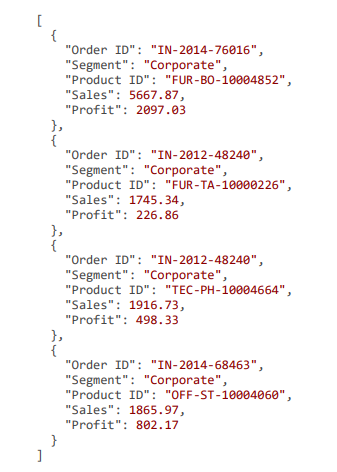 [
  {
    "Order ID": "IN-2014-76016",
    "Segment": "Corporate",
    "Product ID": "FUR-BO-10004852",
    "Sales": 5667.87,
    "Profit": 2097.03
  },
  {
    "Order ID": "IN-2012-48240",
    "Segment": "Corporate",
    "Product ID": "FUR-TA-10000226",
    "Sales": 1745.34,
    "Profit": 226.86
  },
  {
    "Order ID": "IN-2012-48240",
    "Segment": "Corporate",
    "Product ID": "TEC-PH-10004664",
    "Sales": 1916.73,
    "Profit": 498.33
  },
  {
    "Order ID": "IN-2014-68463",
    "Segment": "Corporate",
    "Product ID": "OFF-ST-10004060",
    "Sales": 1865.97,
    "Profit": 802.17
  }
]